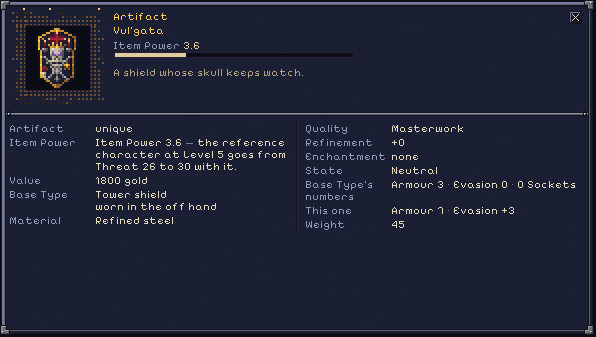 Artifact
Vul'gata
Item Power 3.6
A shield whose skull keeps watch.
Artifact unique
Item Power Item Power 3.6 — the reference
character at Level 5 goes from
Threat 26 to 30 with it.
Value 1800 gold
Base Type Tower shield
worn in the off hand
Material Refined steel
Quality Masterwork
Refinement +0
Enchantment none
State Neutral
Base Type's Armour 3 · Evasion 0 · 0 Sockets
numbers
This one Armour 7 · Evasion +3
Weight 45